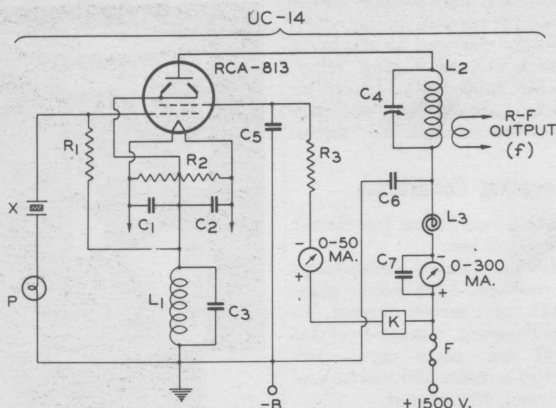 UC-14
RCA-813
L2
C4
R-F
OUTPUT
(f)
R1
C5
R2
R3
C6
X
C1
C2
L3
0-50
MA.
C7
0-300
MA.
P
L1
C3
K
F
-B
+1500 V.
- 
+
-
+